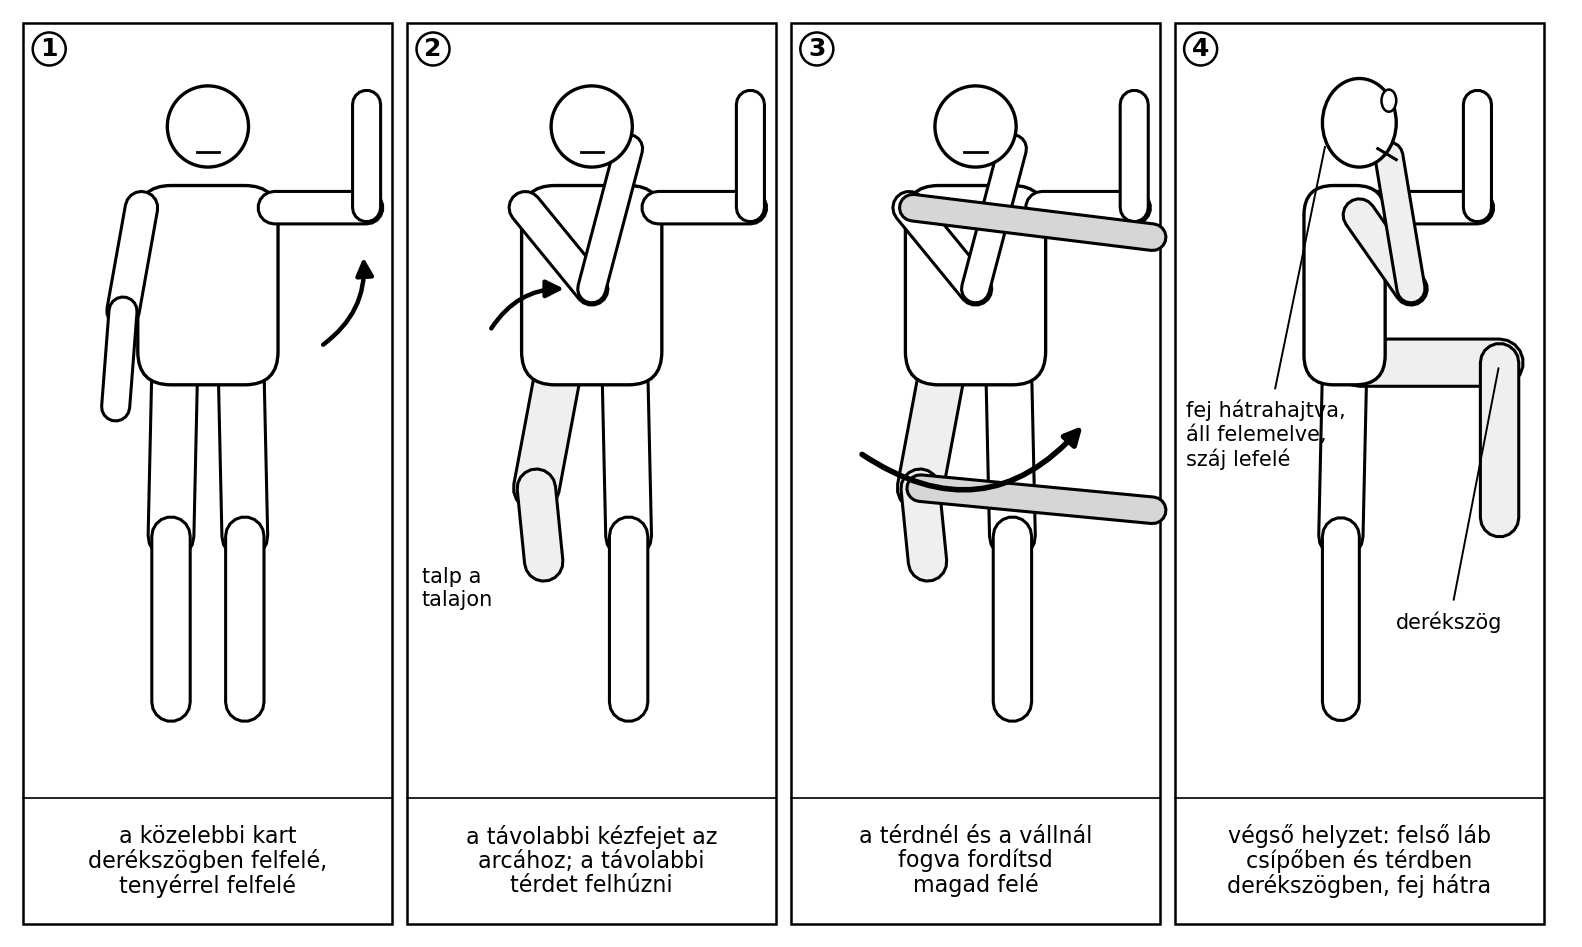 1
a közelebbi kart
derékszögben felfelé,
tenyérrel felfelé
2
talp a
talajon
a távolabbi kézfejet az
arcához; a távolabbi
térdet felhúzni
3
a térdnél és a vállnál
fogva fordítsd
magad felé
4
fej hátrahajtva,
áll felemelve,
száj lefelé
derékszög
végső helyzet: felső láb
csípőben és térdben
derékszögben, fej hátra